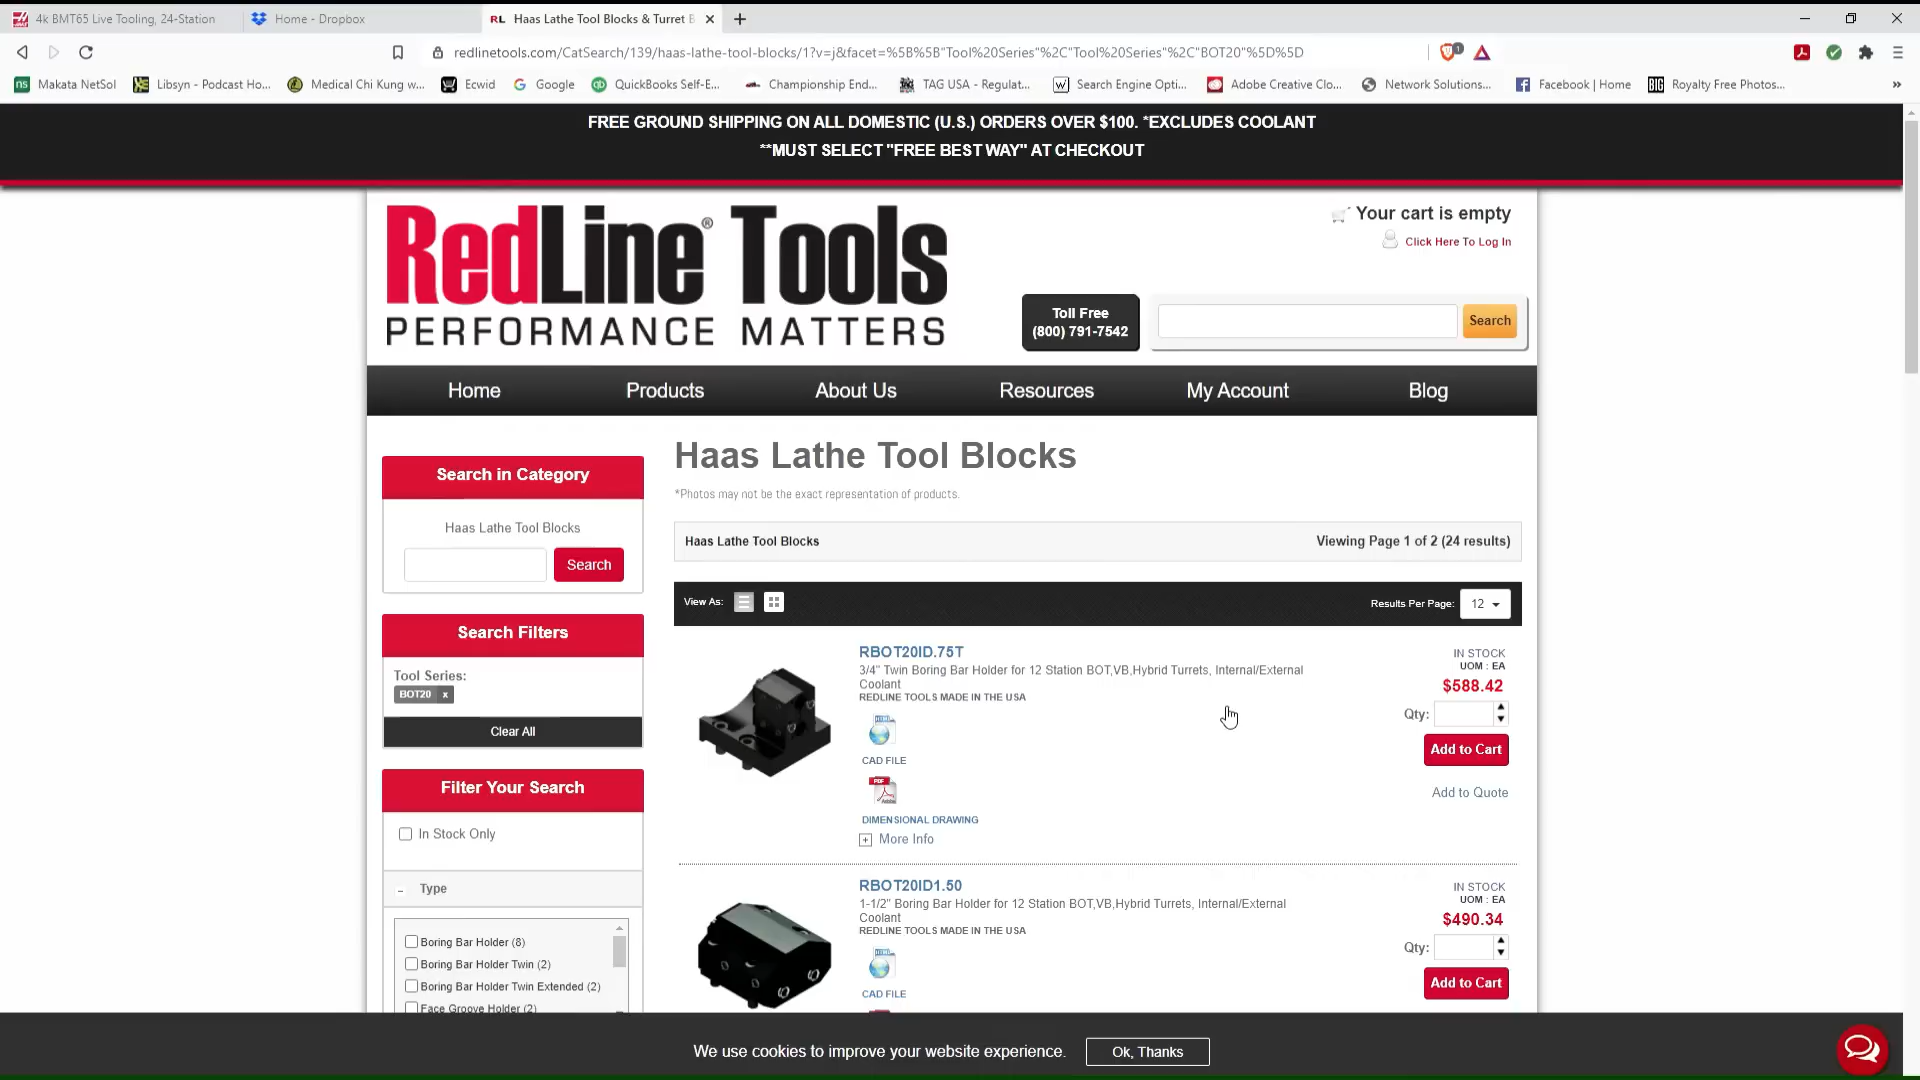 4k BMT65 Live Tooling, 24-Station
Home - Dropbox
RL Haas Lathe Tool Blocks & Turret B
redlinetools.com/CatSearch/139/haas-lathe-tool-blocks/1?v=j&facet=%5B%5B"Tool%20Series"%2C"Tool%20Series"%2C"BOT20"%5D%5D
1
ns Makata NetSol
Libsyn - Podcast Ho...
Medical Chi Kung w...
Ecwid
Google
QuickBooks Self-E...
Championship End...
TAG USA - Regulat...
Search Engine Opti...
Adobe Creative Clo...
Network Solutions...
Facebook | Home
BIG Royalty Free Photos...
FREE GROUND SHIPPING ON ALL DOMESTIC (U.S.) ORDERS OVER $100. *EXCLUDES COOLANT
**MUST SELECT "FREE BEST WAY" AT CHECKOUT
RedLine® Tools
PERFORMANCE MATTERS
Your cart is empty
Click Here To Log In
Toll Free
(800) 791-7542
Search
Home
Products
About Us
Resources
My Account
Blog
Search in Category
Haas Lathe Tool Blocks
Search
Search Filters
Tool Series:
BOT20 x
Clear All
Filter Your Search
In Stock Only
- Type
Boring Bar Holder (8)
Boring Bar Holder Twin (2)
Boring Bar Holder Twin Extended (2)
Face Groove Holder (2)
Haas Lathe Tool Blocks
*Photos may not be the exact representation of products.
Haas Lathe Tool Blocks
Viewing Page 1 of 2 (24 results)
View As:
Results Per Page: 12
RBOT20ID.75T
3/4" Twin Boring Bar Holder for 12 Station BOT,VB,Hybrid Turrets, Internal/External
Coolant
REDLINE TOOLS MADE IN THE USA
CAD FILE
PDF
Adobe
DIMENSIONAL DRAWING
+ More Info
IN STOCK
UOM : EA
$588.42
Qty:
Add to Cart
Add to Quote
RBOT20ID1.50
1-1/2" Boring Bar Holder for 12 Station BOT,VB,Hybrid Turrets, Internal/External
Coolant
REDLINE TOOLS MADE IN THE USA
CAD FILE
IN STOCK
UOM : EA
$490.34
Qty:
Add to Cart
We use cookies to improve your website experience.
Ok, Thanks